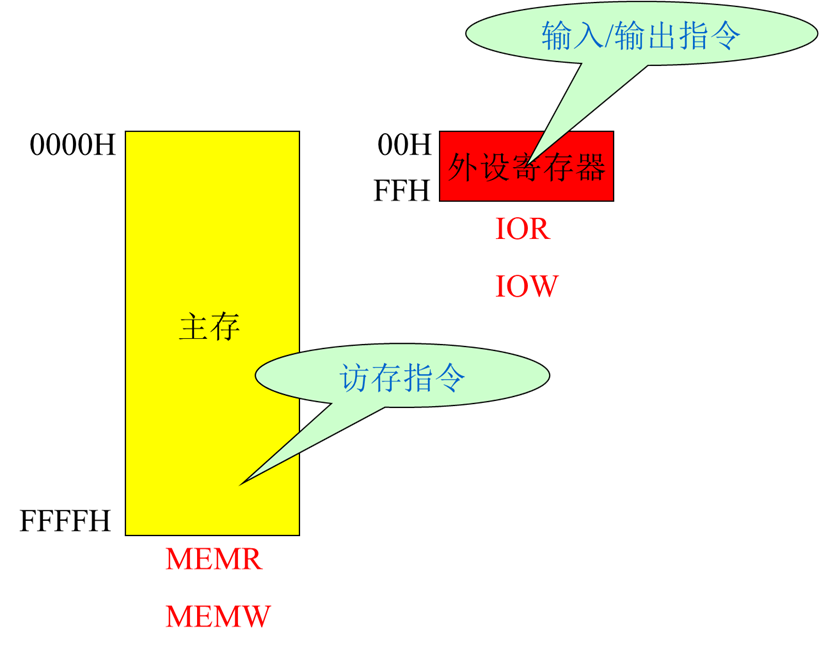 输入/输出指令
0000H
00H
外设寄存器
FFH
IOR
IOW
主存
访存指令
FFFFH
MEMR
MEMW